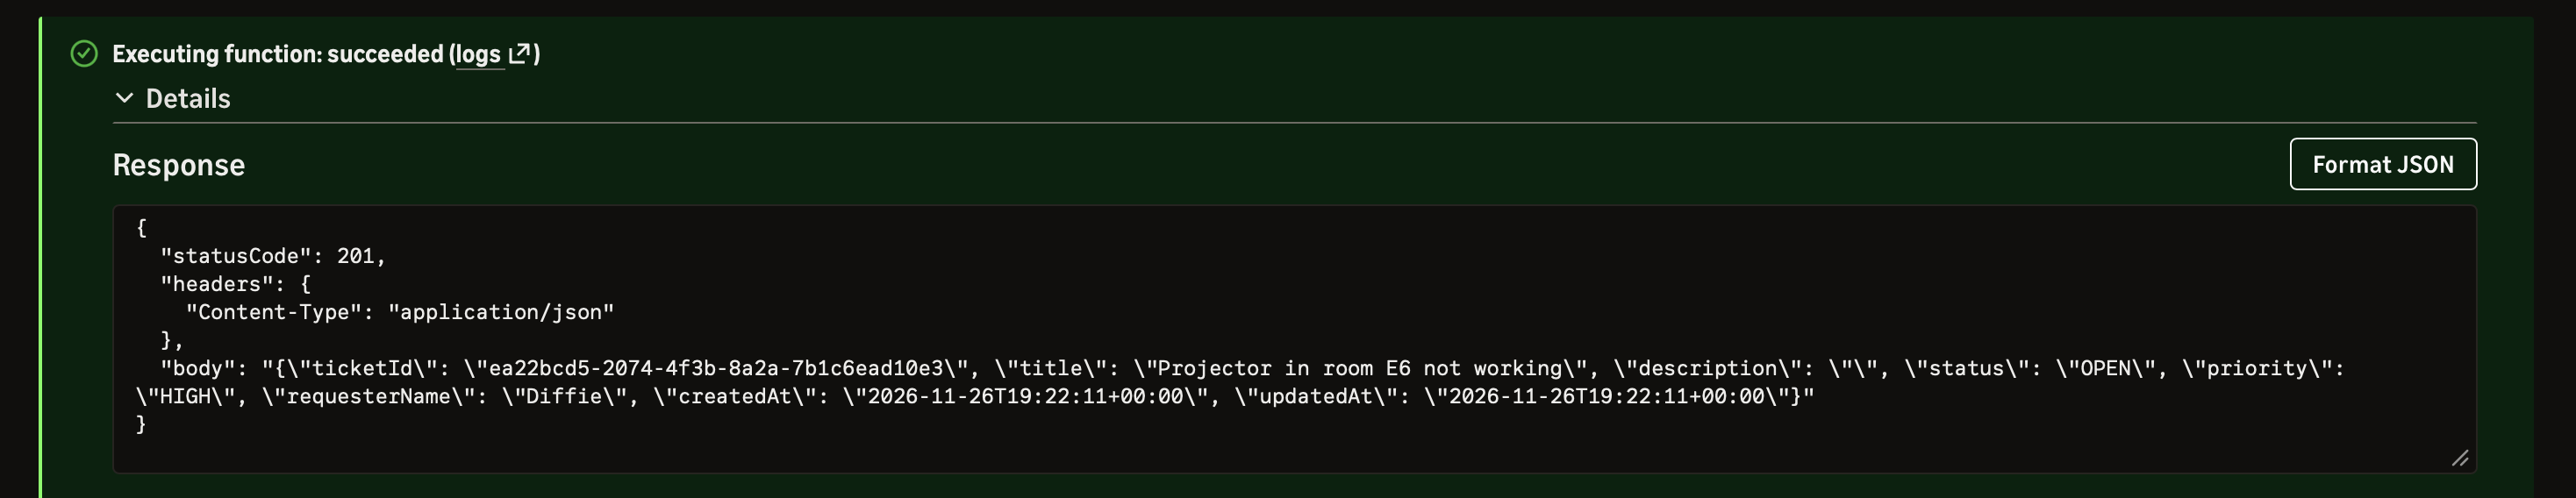 Executing function: succeeded (logs)
Details
Response
Format JSON
{
  "statusCode": 201,
  "headers": {
    "Content-Type": "application/json"
  },
  "body": "{\"ticketId\": \"ea22bcd5-2074-4f3b-8a2a-7b1c6ead10e3\", \"title\": \"Projector in room E6 not working\", \"description\": \"\", \"status\": \"OPEN\", \"priority\":
\"HIGH\", \"requesterName\": \"Diffie\", \"createdAt\": \"2026-11-26T19:22:11+00:00\", \"updatedAt\": \"2026-11-26T19:22:11+00:00\"}"
}